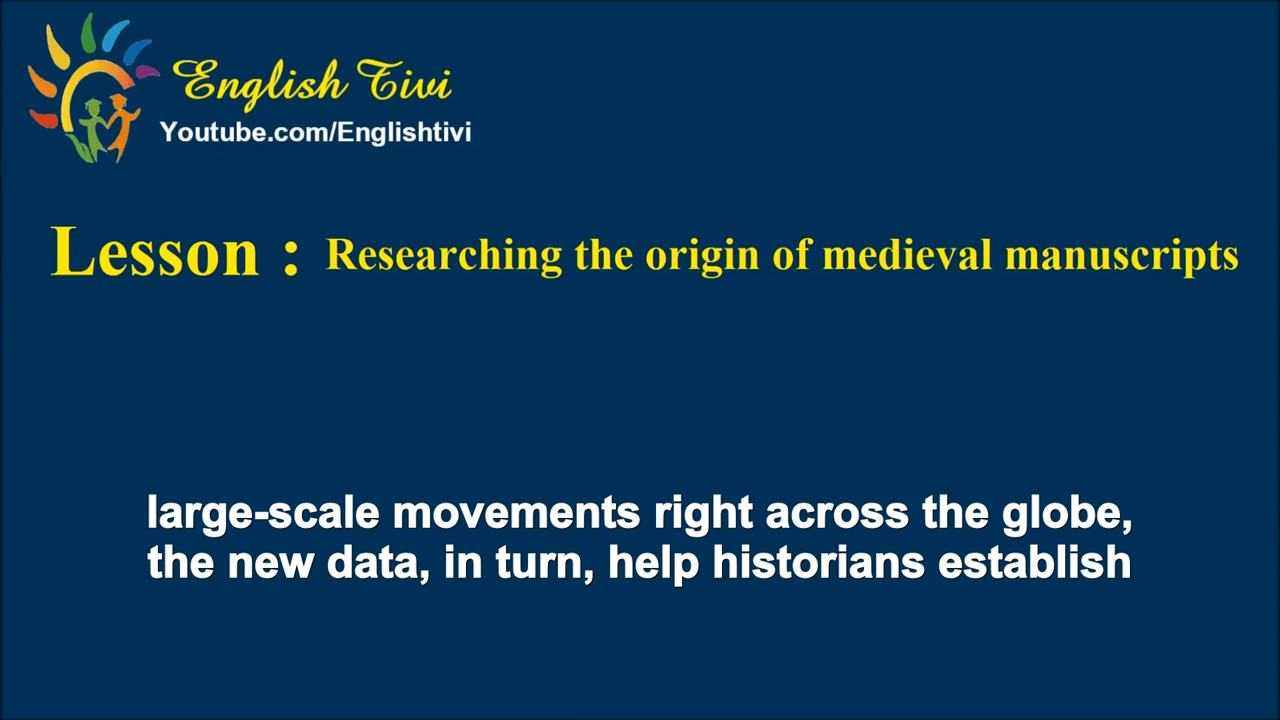 English Tivi
Youtube.com/Englishtivi
Lesson : Researching the origin of medieval manuscripts
large-scale movements right across the globe,
the new data, in turn, help historians establish